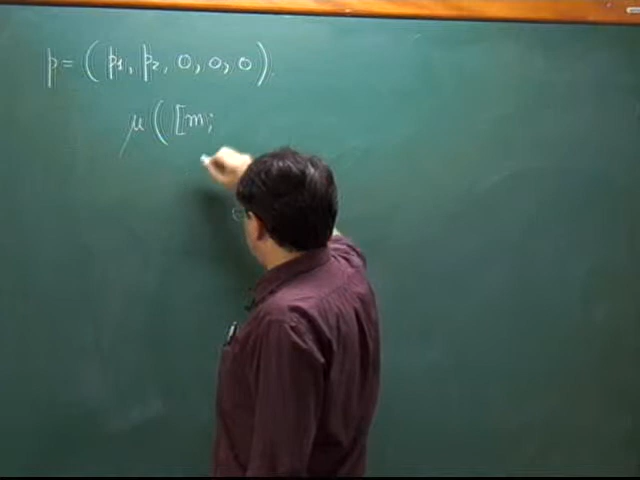 p = (p1, p2, 0, 0, 0)
μ ( [m;